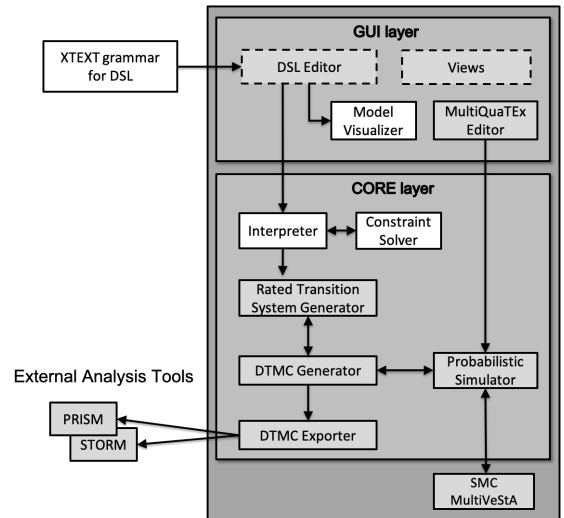 GUI layer
XTEXT grammar
for DSL
DSL Editor
Views
Model
Visualizer
MultiQuaTEx
Editor
CORE layer
Interpreter
Constraint
Solver
Rated Transition
System Generator
DTMC Generator
Probabilistic
Simulator
External Analysis Tools
PRISM
STORM
DTMC Exporter
SMC
MultiVeStA